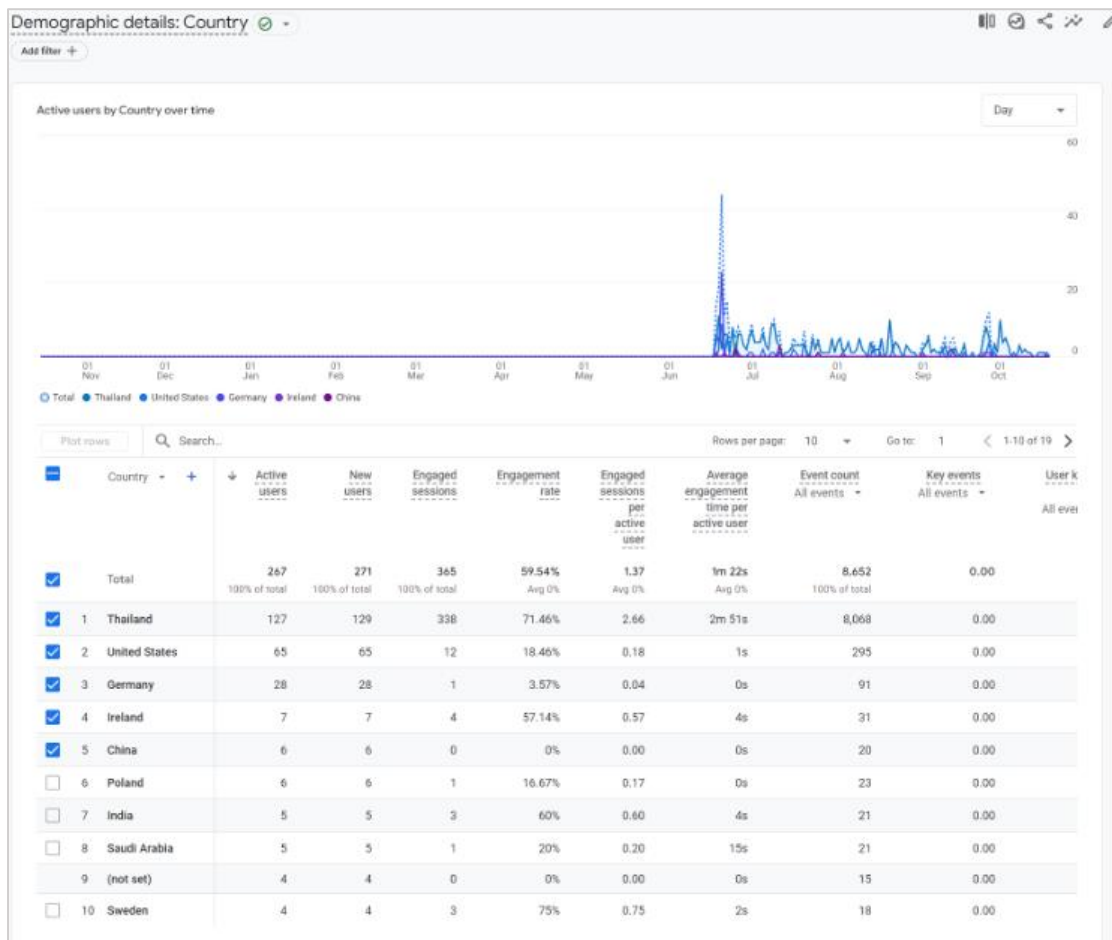 Demographic details: Country
Add filter +
Active users by Country over time
Day
60
40
20
0
01 Nov 01 Dec 01 Jan 01 Feb 01 Mar 01 Apr 01 May 01 Jun 01 Jul 01 Aug 01 Sep 01 Oct
Total Thailand United States Germany Ireland China
Plot rows Search... Rows per page: 10 Go to: 1 < 1-10 of 19 >
Country + ↓ Active users New users Engaged sessions Engagement rate Engaged sessions per active user Average engagement time per active user Event count All events Key events All events User k All eve
Total 267 271 365 59.54% 1.37 1m 22s 8,652 0.00
100% of total 100% of total 100% of total Avg 0% Avg 0% Avg 0% 100% of total
1 Thailand 127 129 338 71.46% 2.66 2m 51s 8,068 0.00
2 United States 65 65 12 18.46% 0.18 1s 295 0.00
3 Germany 28 28 1 3.57% 0.04 0s 91 0.00
4 Ireland 7 7 4 57.14% 0.57 4s 31 0.00
5 China 6 6 0 0% 0.00 0s 20 0.00
6 Poland 6 6 1 16.67% 0.17 0s 23 0.00
7 India 5 5 3 60% 0.60 4s 21 0.00
8 Saudi Arabia 5 5 1 20% 0.20 15s 21 0.00
9 (not set) 4 4 0 0% 0.00 0s 15 0.00
10 Sweden 4 4 3 75% 0.75 2s 18 0.00